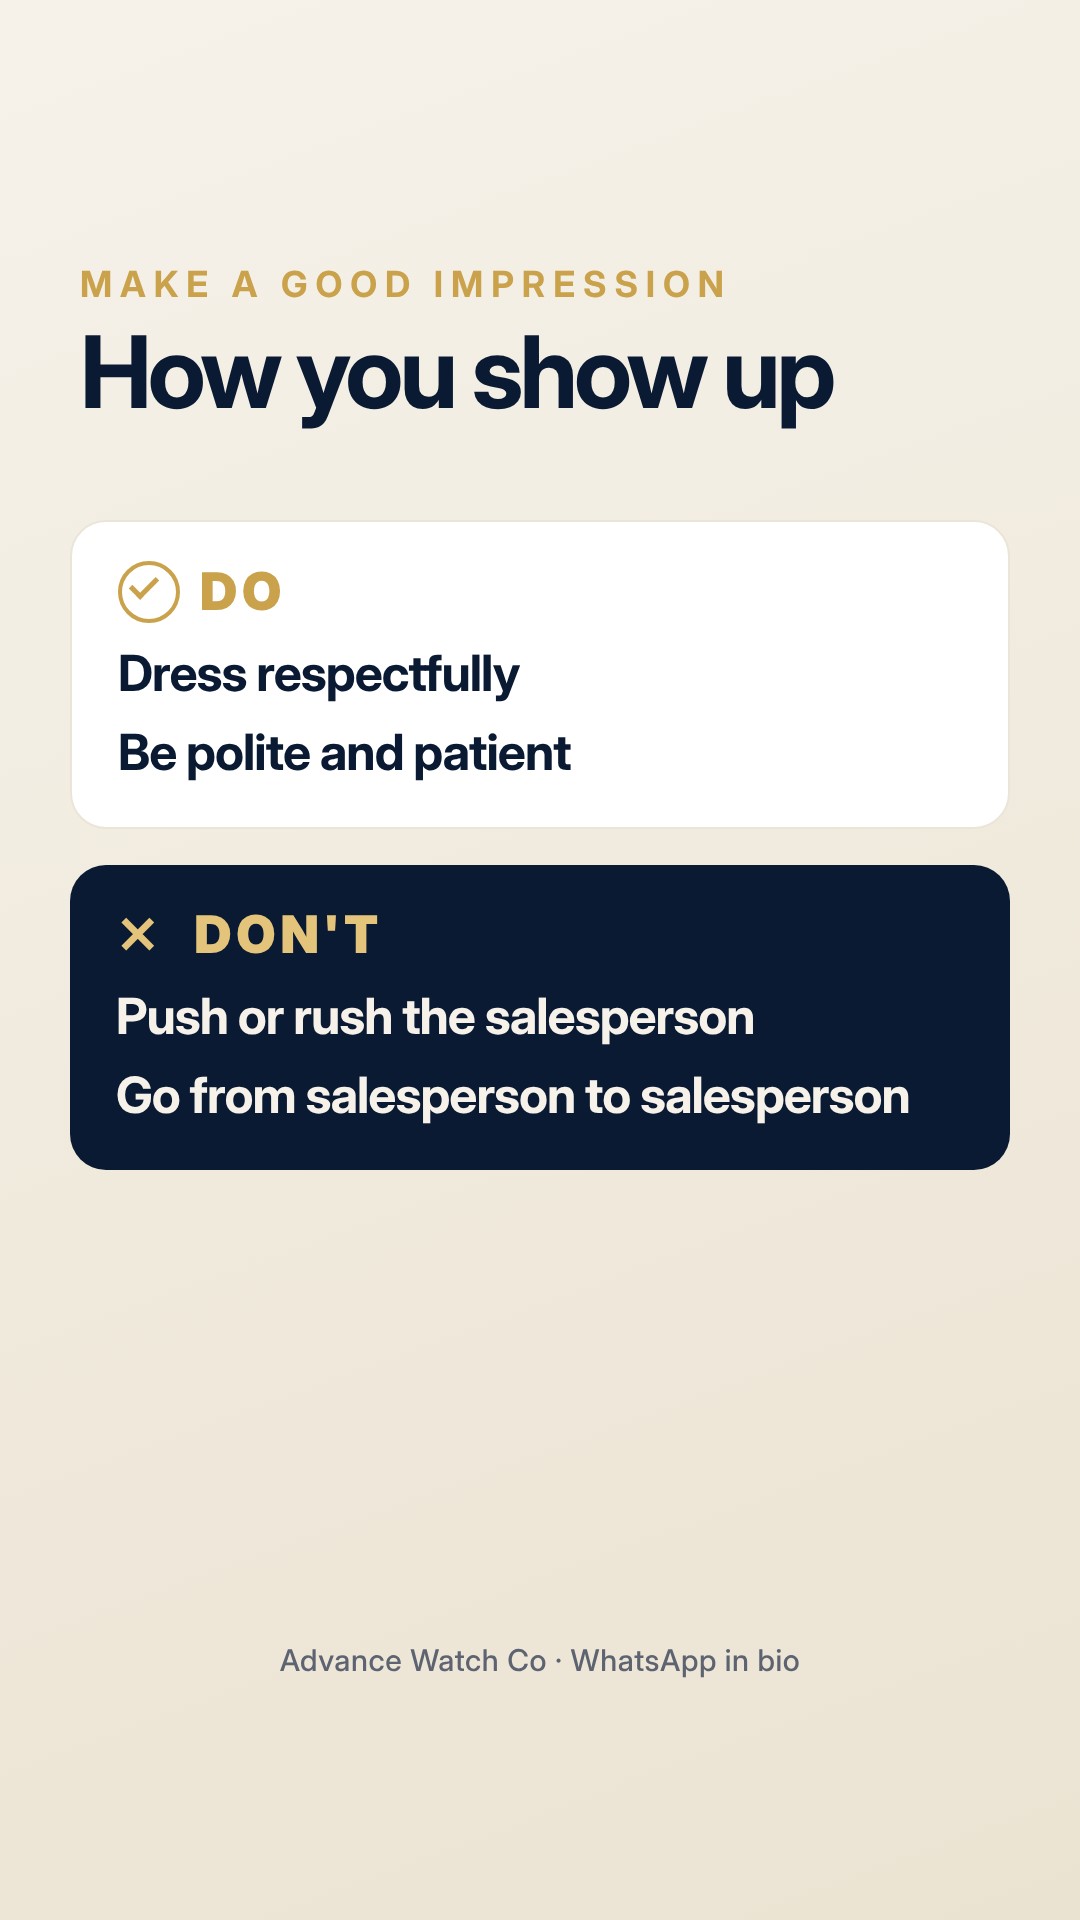 MAKE A GOOD IMPRESSION
How you show up
DO
Dress respectfully
Be polite and patient
DON'T
Push or rush the salesperson
Go from salesperson to salesperson
Advance Watch Co · WhatsApp in bio